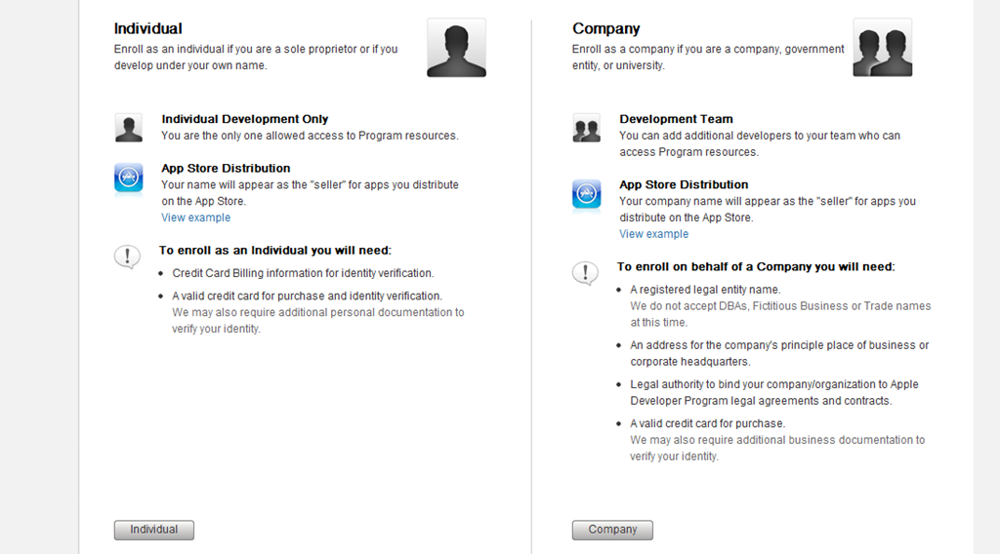 Individual
Enroll as an individual if you are a sole proprietor or if you
develop under your own name.
Individual Development Only
You are the only one allowed access to Program resources.
App Store Distribution
Your name will appear as the "seller" for apps you distribute
on the App Store.
View example
To enroll as an Individual you will need:
Credit Card Billing information for identity verification.
A valid credit card for purchase and identity verification.
We may also require additional personal documentation to
verify your identity.
Individual
Company
Enroll as a company if you are a company, government
entity, or university.
Development Team
You can add additional developers to your team who can
access Program resources.
App Store Distribution
Your company name will appear as the "seller" for apps you
distribute on the App Store.
View example
To enroll on behalf of a Company you will need:
A registered legal entity name.
We do not accept DBAs, Fictitious Business or Trade names
at this time.
An address for the company's principle place of business or
corporate headquarters.
Legal authority to bind your company/organization to Apple
Developer Program legal agreements and contracts.
A valid credit card for purchase.
We may also require additional business documentation to
verify your identity.
Company